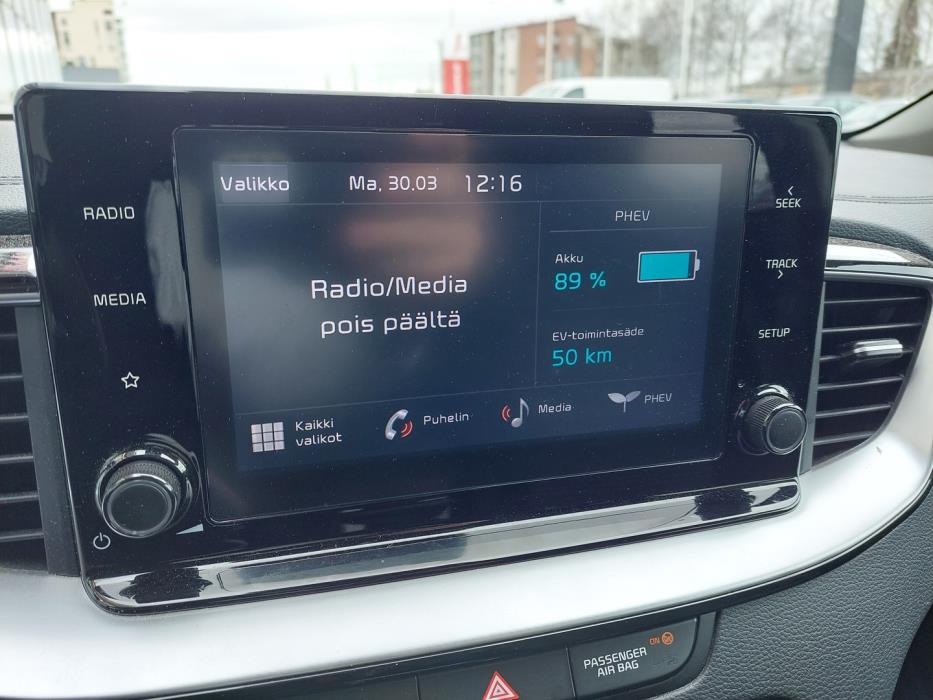 RADIO
MEDIA
Valikko Ma, 30.03 12:16
Radio/Media
pois päältä
PHEV
Akku
89 %
EV-toimintasäde
50 km
Kaikki
valikot
Puhelin
Media
PHEV
SEEK
TRACK
SETUP
ON
PASSENGER
AIR BAG